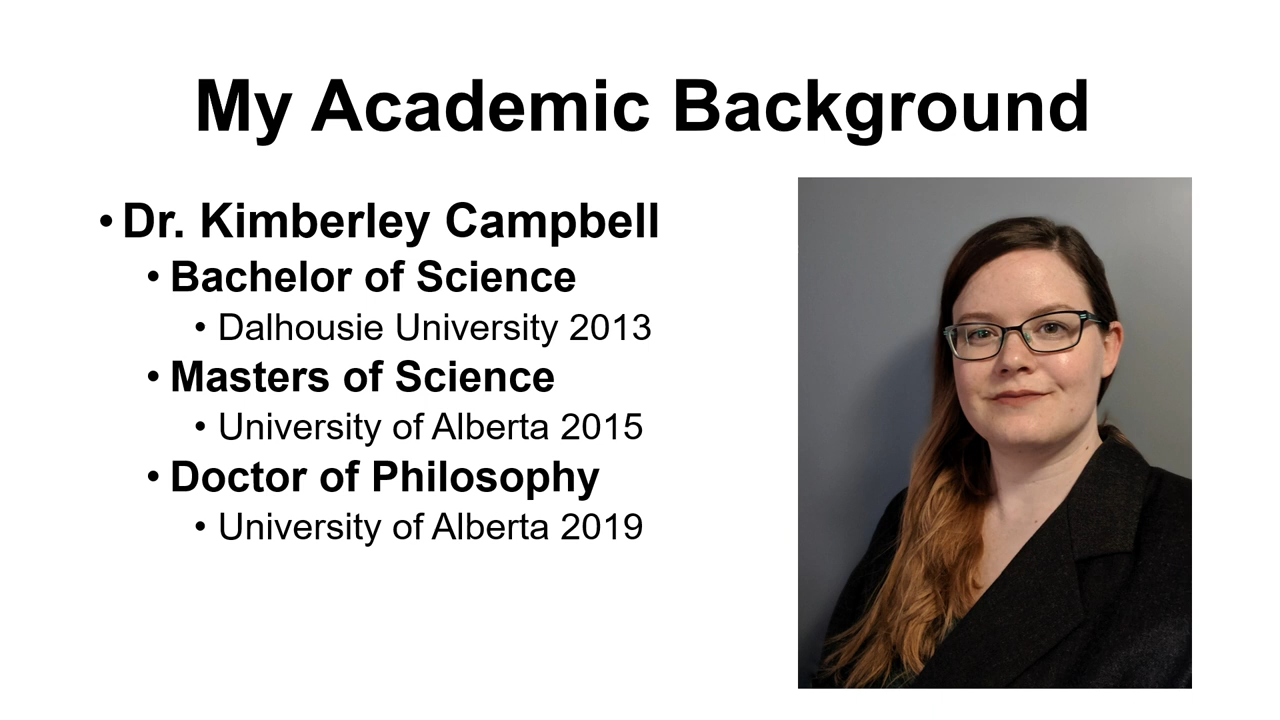 My Academic Background
• Dr. Kimberley Campbell
• Bachelor of Science
• Dalhousie University 2013
• Masters of Science
• University of Alberta 2015
• Doctor of Philosophy
• University of Alberta 2019